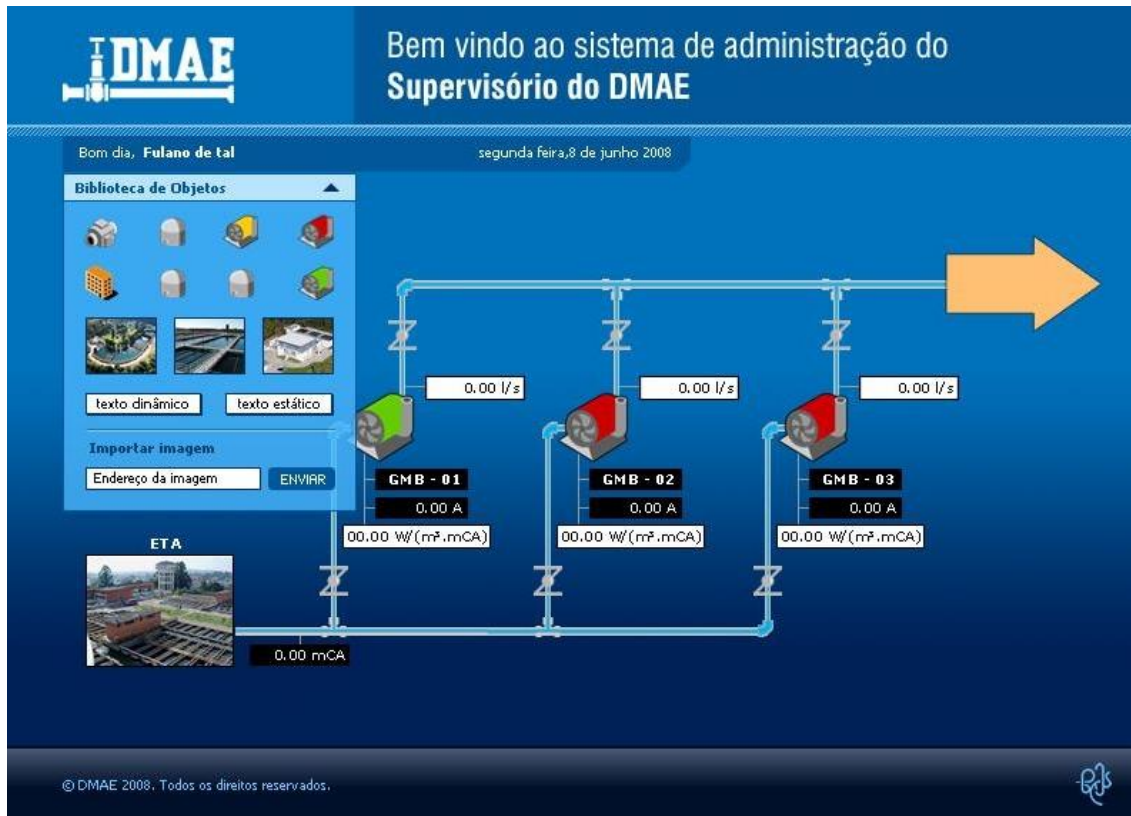 DMAE
Bem vindo ao sistema de administração do
Supervisório do DMAE
Bom dia, Fulano de tal
segunda feira,8 de junho 2008
Biblioteca de Objetos
texto dinâmico
texto estático
Importar imagem
Endereço da imagem
ENVIAR
0.00 l/s
0.00 l/s
0.00 l/s
GMB - 01
GMB - 02
GMB - 03
0.00 A
0.00 A
0.00 A
00.00 W/(m³.mCA)
00.00 W/(m³.mCA)
00.00 W/(m³.mCA)
ETA
0.00 mCA
© DMAE 2008. Todos os direitos reservados.